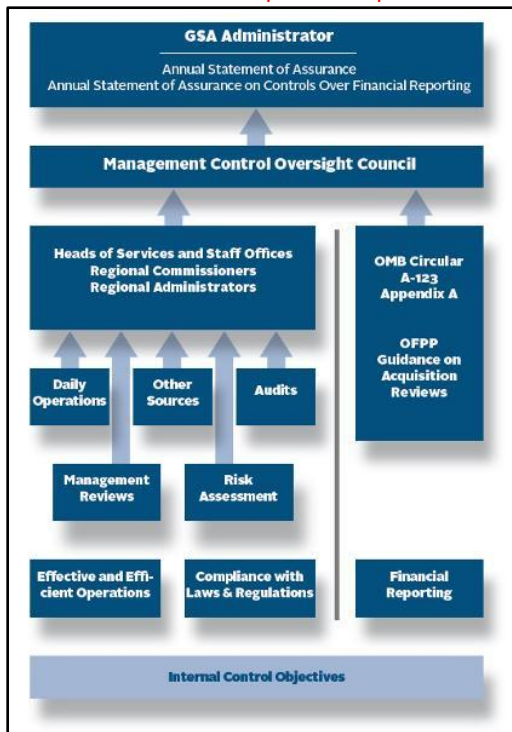 GSA Administrator
Annual Statement of Assurance
Annual Statement of Assurance on Controls Over Financial Reporting
Management Control Oversight Council
Heads of Services and Staff Offices
Regional Commissioners
Regional Administrators
OMB Circular
A-123
Appendix A
OFPP
Guidance on
Acquisition
Reviews
Daily
Operations
Other
Sources
Audits
Management
Reviews
Risk
Assessment
Effective and Effi-
cient Operations
Compliance with
Laws & Regulations
Financial
Reporting
Internal Control Objectives